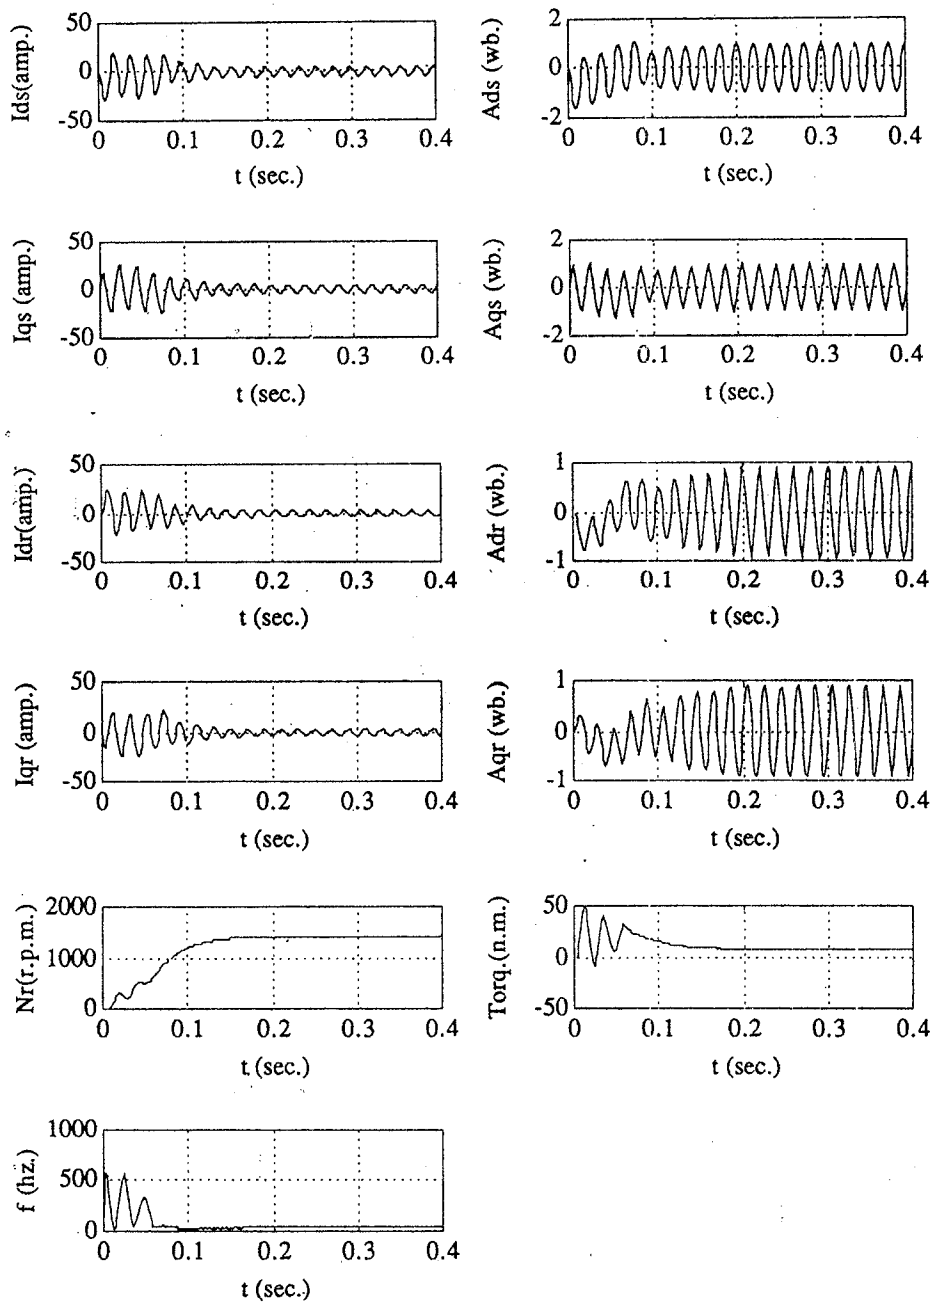 50
0
-50
Ids(amp.)
0 0.1 0.2 0.3 0.4
t (sec.)
2
0
-2
Ads (wb.)
0 0.1 0.2 0.3 0.4
t (sec.)
50
0
-50
Iqs (amp.)
0 0.1 0.2 0.3 0.4
t (sec.)
2
0
-2
Aqs (wb.)
0 0.1 0.2 0.3 0.4
t (sec.)
50
0
-50
Idr(amp.)
0 0.1 0.2 0.3 0.4
t (sec.)
1
0
-1
Adr (wb.)
0 0.1 0.2 0.3 0.4
t (sec.)
50
0
-50
Iqr (amp.)
0 0.1 0.2 0.3 0.4
t (sec.)
1
0
-1
Aqr (wb.)
0 0.1 0.2 0.3 0.4
t (sec.)
2000
1000
0
Nr(r.p.m.)
0 0.1 0.2 0.3 0.4
t (sec.)
50
0
-50
Torq.(n.m.)
0 0.1 0.2 0.3 0.4
t (sec.)
1000
500
0
f (hz.)
0 0.1 0.2 0.3 0.4
t (sec.)